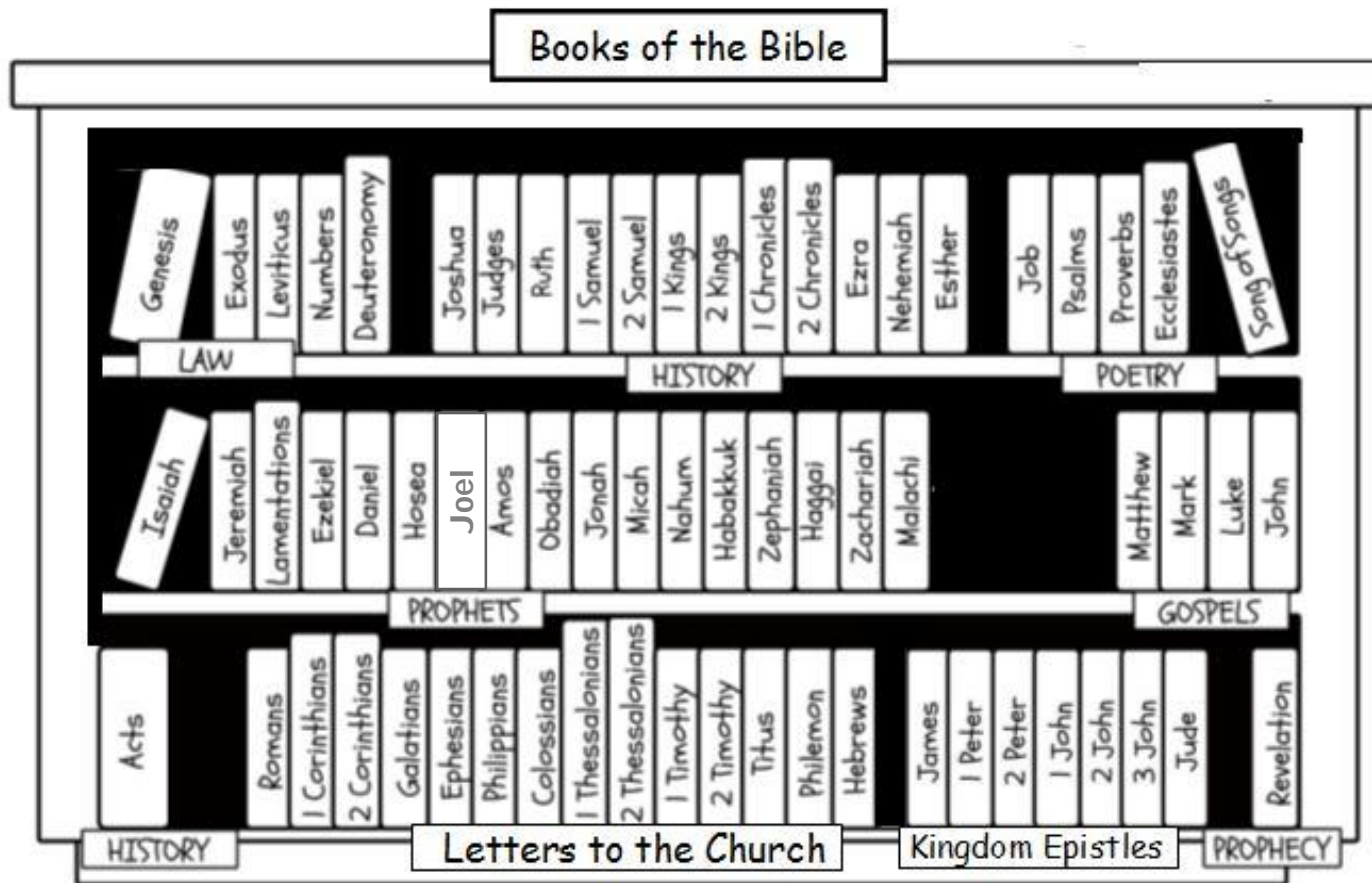 Books of the Bible
Genesis
Exodus
Leviticus
Numbers
Deuteronomy
Joshua
Judges
Ruth
1 Samuel
2 Samuel
1 Kings
2 Kings
1 Chronicles
2 Chronicles
Ezra
Nehemiah
Esther
Job
Psalms
Proverbs
Ecclesiastes
Song of Songs
LAW
HISTORY
POETRY
Isaiah
Jeremiah
Lamentations
Ezekiel
Daniel
Hosea
Joel
Amos
Obadiah
Jonah
Micah
Nahum
Habakkuk
Zephaniah
Haggai
Zachariah
Malachi
Matthew
Mark
Luke
John
PROPHETS
GOSPELS
Acts
Romans
1 Corinthians
2 Corinthians
Galatians
Ephesians
Philippians
Colossians
1 Thessalonians
2 Thessalonians
1 Timothy
2 Timothy
Titus
Philemon
Hebrews
James
1 Peter
2 Peter
1 John
2 John
3 John
Jude
Revelation
HISTORY
Letters to the Church
Kingdom Epistles
PROPHECY